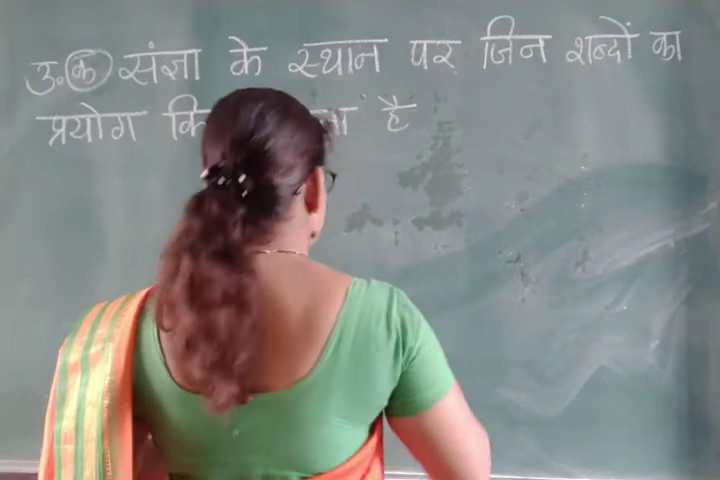 उ. क संज्ञा के स्थान पर जिन शब्दों का
प्रयोग है